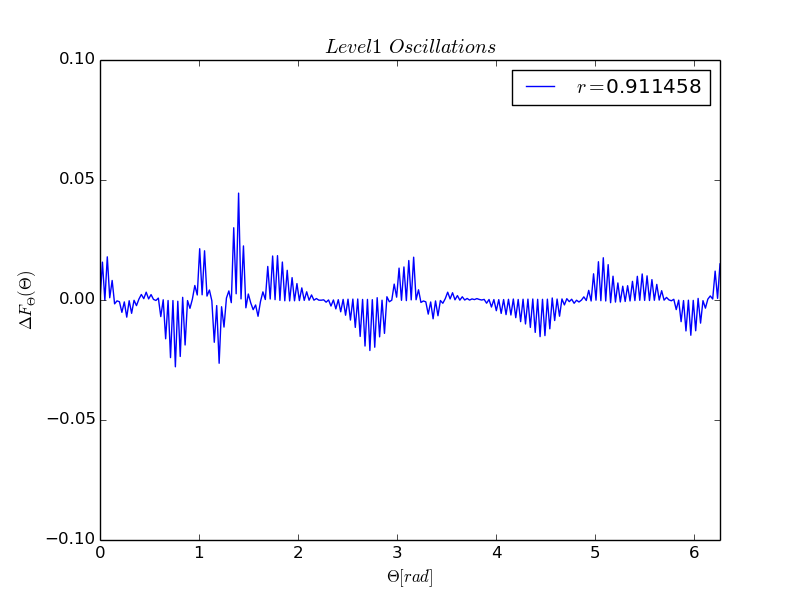 Level1 Oscillations
r=0.911458
0.10
0.05
0.00
−0.05
−0.10
ΔF_Θ(Θ)
0 1 2 3 4 5 6
Θ[rad]